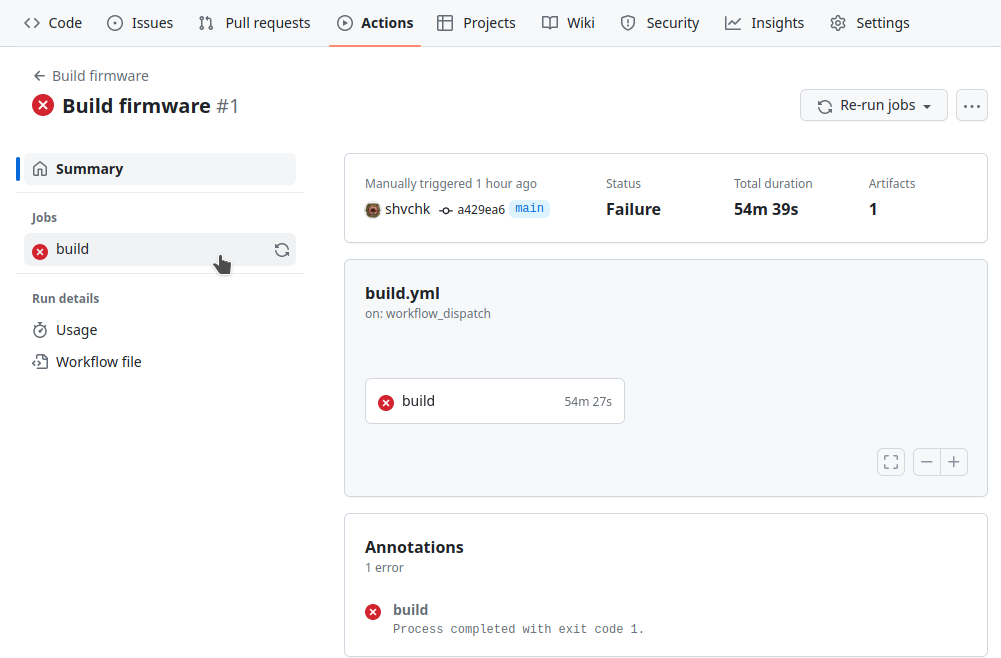 Code Issues Pull requests Actions Projects Wiki Security Insights Settings
← Build firmware
Build firmware #1
Re-run jobs
Summary
Jobs
build
Run details
Usage
Workflow file
Manually triggered 1 hour ago
shvchk a429ea6 main
Status
Failure
Total duration
54m 39s
Artifacts
1
build.yml
on: workflow_dispatch
build 54m 27s
Annotations
1 error
build
Process completed with exit code 1.